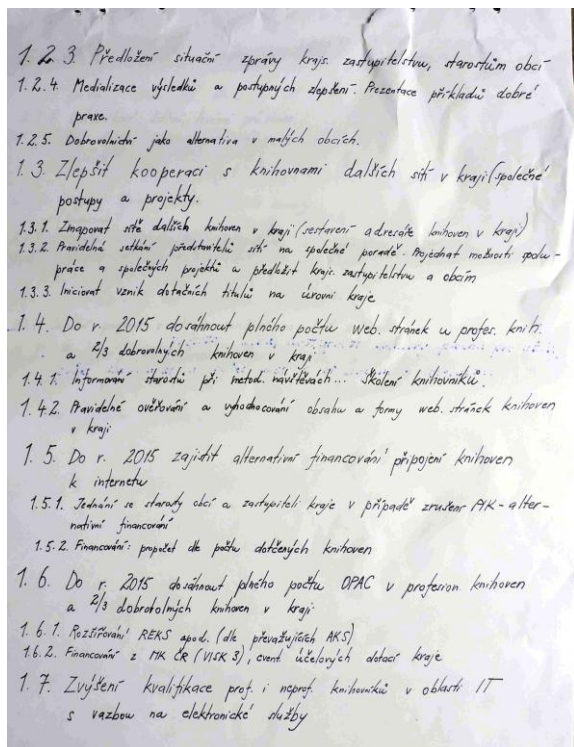 1.2.3. Předložení situační zprávy krajs. zastupitelstvu, starostům obcí
1.2.4. Medializace výsledků a postupných zlepšení. Prezentace příkladů dobré
praxe.
1.2.5. Dobrovolnictví jako alternativa v malých obcích.
1.3. Zlepšit kooperaci s knihovnami dalších sítí v kraji (společné
postupy a projekty.
1.3.1. Zmapovat sítě dalších knihoven v kraji (sestavení adresáře knihoven v kraji)
1.3.2 Pravidelná setkání představitelů sítí na společné poradě. Projednat možnosti spolu-
práce a společných projektů a předložit krajs. zastupitelstvu a obcím
1.3.3. Iniciovat vznik dotačních titulů na úrovni kraje
1.4. Do r. 2015 dosáhnout plného počtu web. stránek u profes. knih.
a 2/3 dobrovolných knihoven v kraji
1.4.1. Informování starostů při metod. návštěvách... školení knihovníků.
1.4.2. Pravidelné ověřování a vyhodnocování obsahu a formy web. stránek knihoven
v kraji
1.5. Do r. 2015 zajistit alternativní financování připojení knihoven
k internetu
1.5.1. Jednání se starosty obcí a zastupiteli kraje v případě zrušení PIK - alter-
nativní financování
1.5.2. Financování: propočet dle počtu dotčených knihoven
1.6. Do r. 2015 dosáhnout plného počtu OPAC v profesion. knihoven
a 2/3 dobrovolných knihoven v kraji
1.6.1. Rozšiřování REKS apod. (dle převažujících AKS)
1.6.2. Financování z MK ČR (VISK 3), event. účelových dotací kraje
1.7. Zvýšení kvalifikace prof. i neprof. knihovníků v oblasti IT
s vazbou na elektronické služby